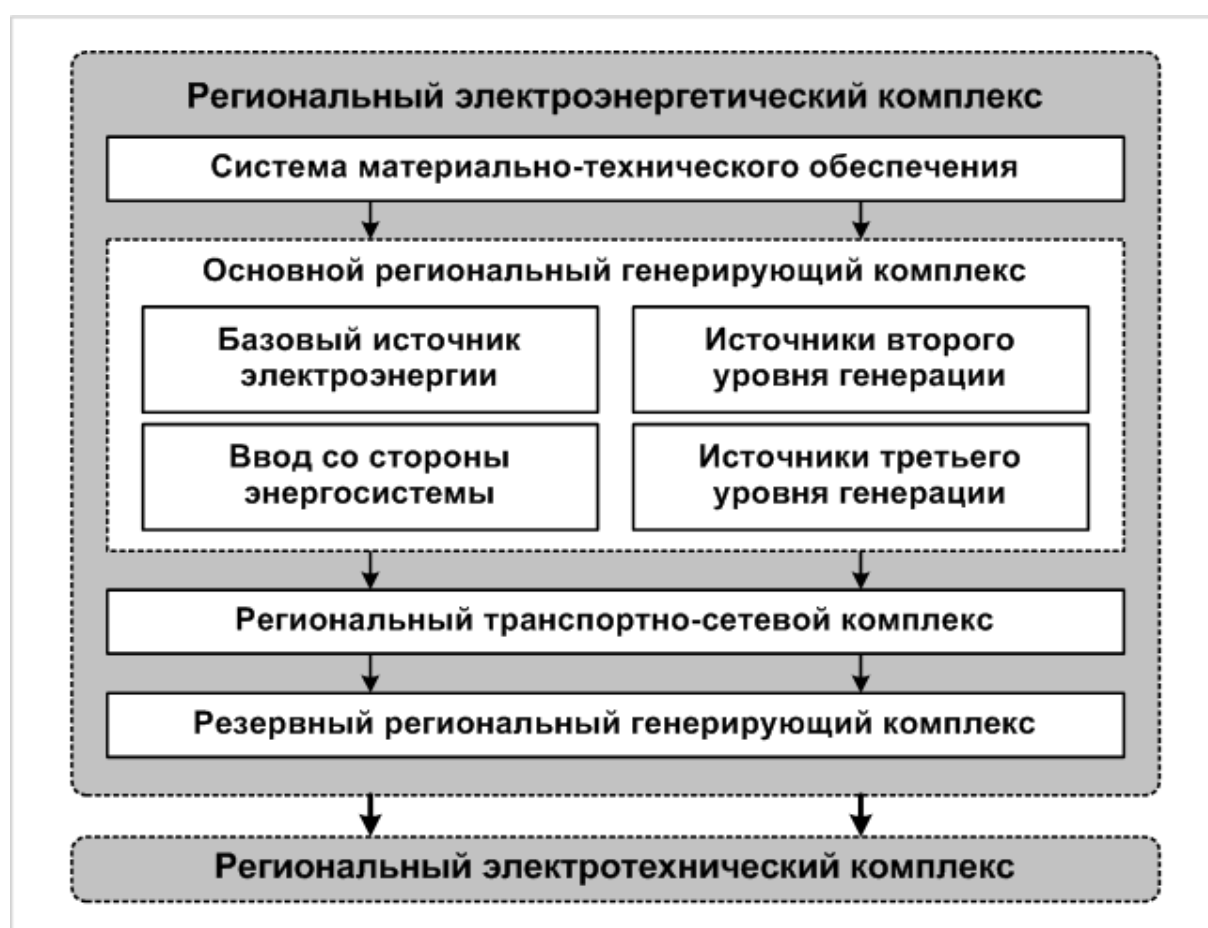 Региональный электроэнергетический комплекс
Система материально-технического обеспечения
Основной региональный генерирующий комплекс
Базовый источник
электроэнергии
Источники второго
уровня генерации
Ввод со стороны
энергосистемы
Источники третьего
уровня генерации
Региональный транспортно-сетевой комплекс
Резервный региональный генерирующий комплекс
Региональный электротехнический комплекс